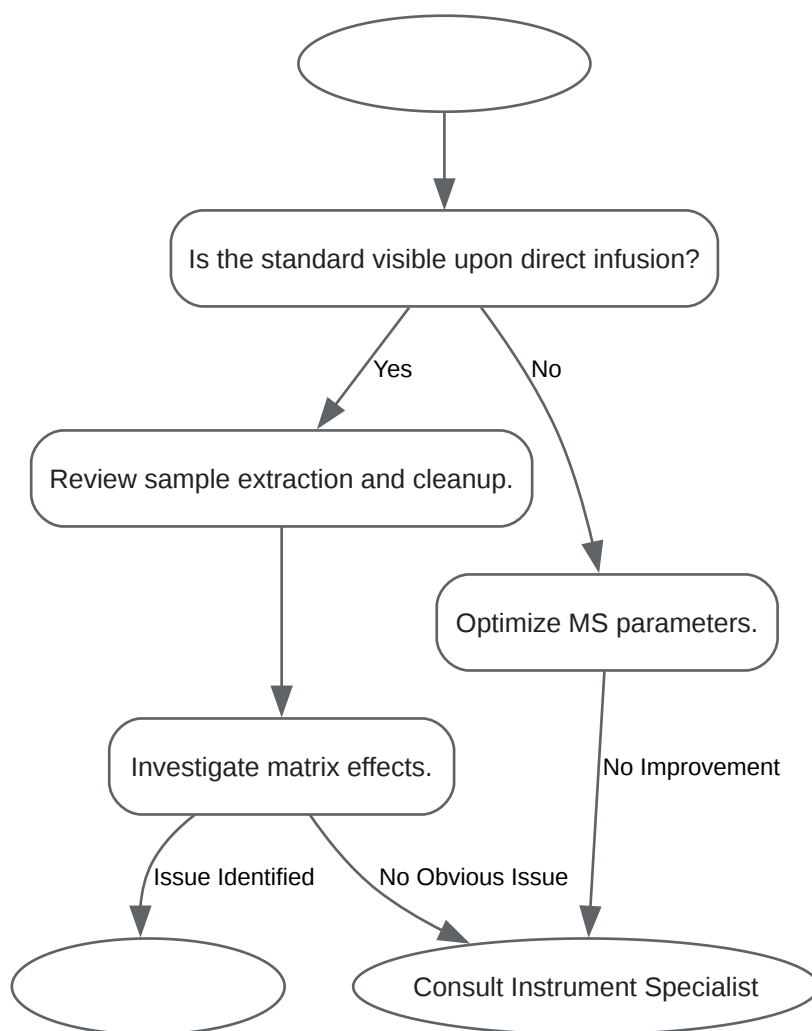 Is the standard visible upon direct infusion?
Yes
No
Review sample extraction and cleanup.
Optimize MS parameters.
Investigate matrix effects.
No Improvement
Issue Identified
No Obvious Issue
Consult Instrument Specialist